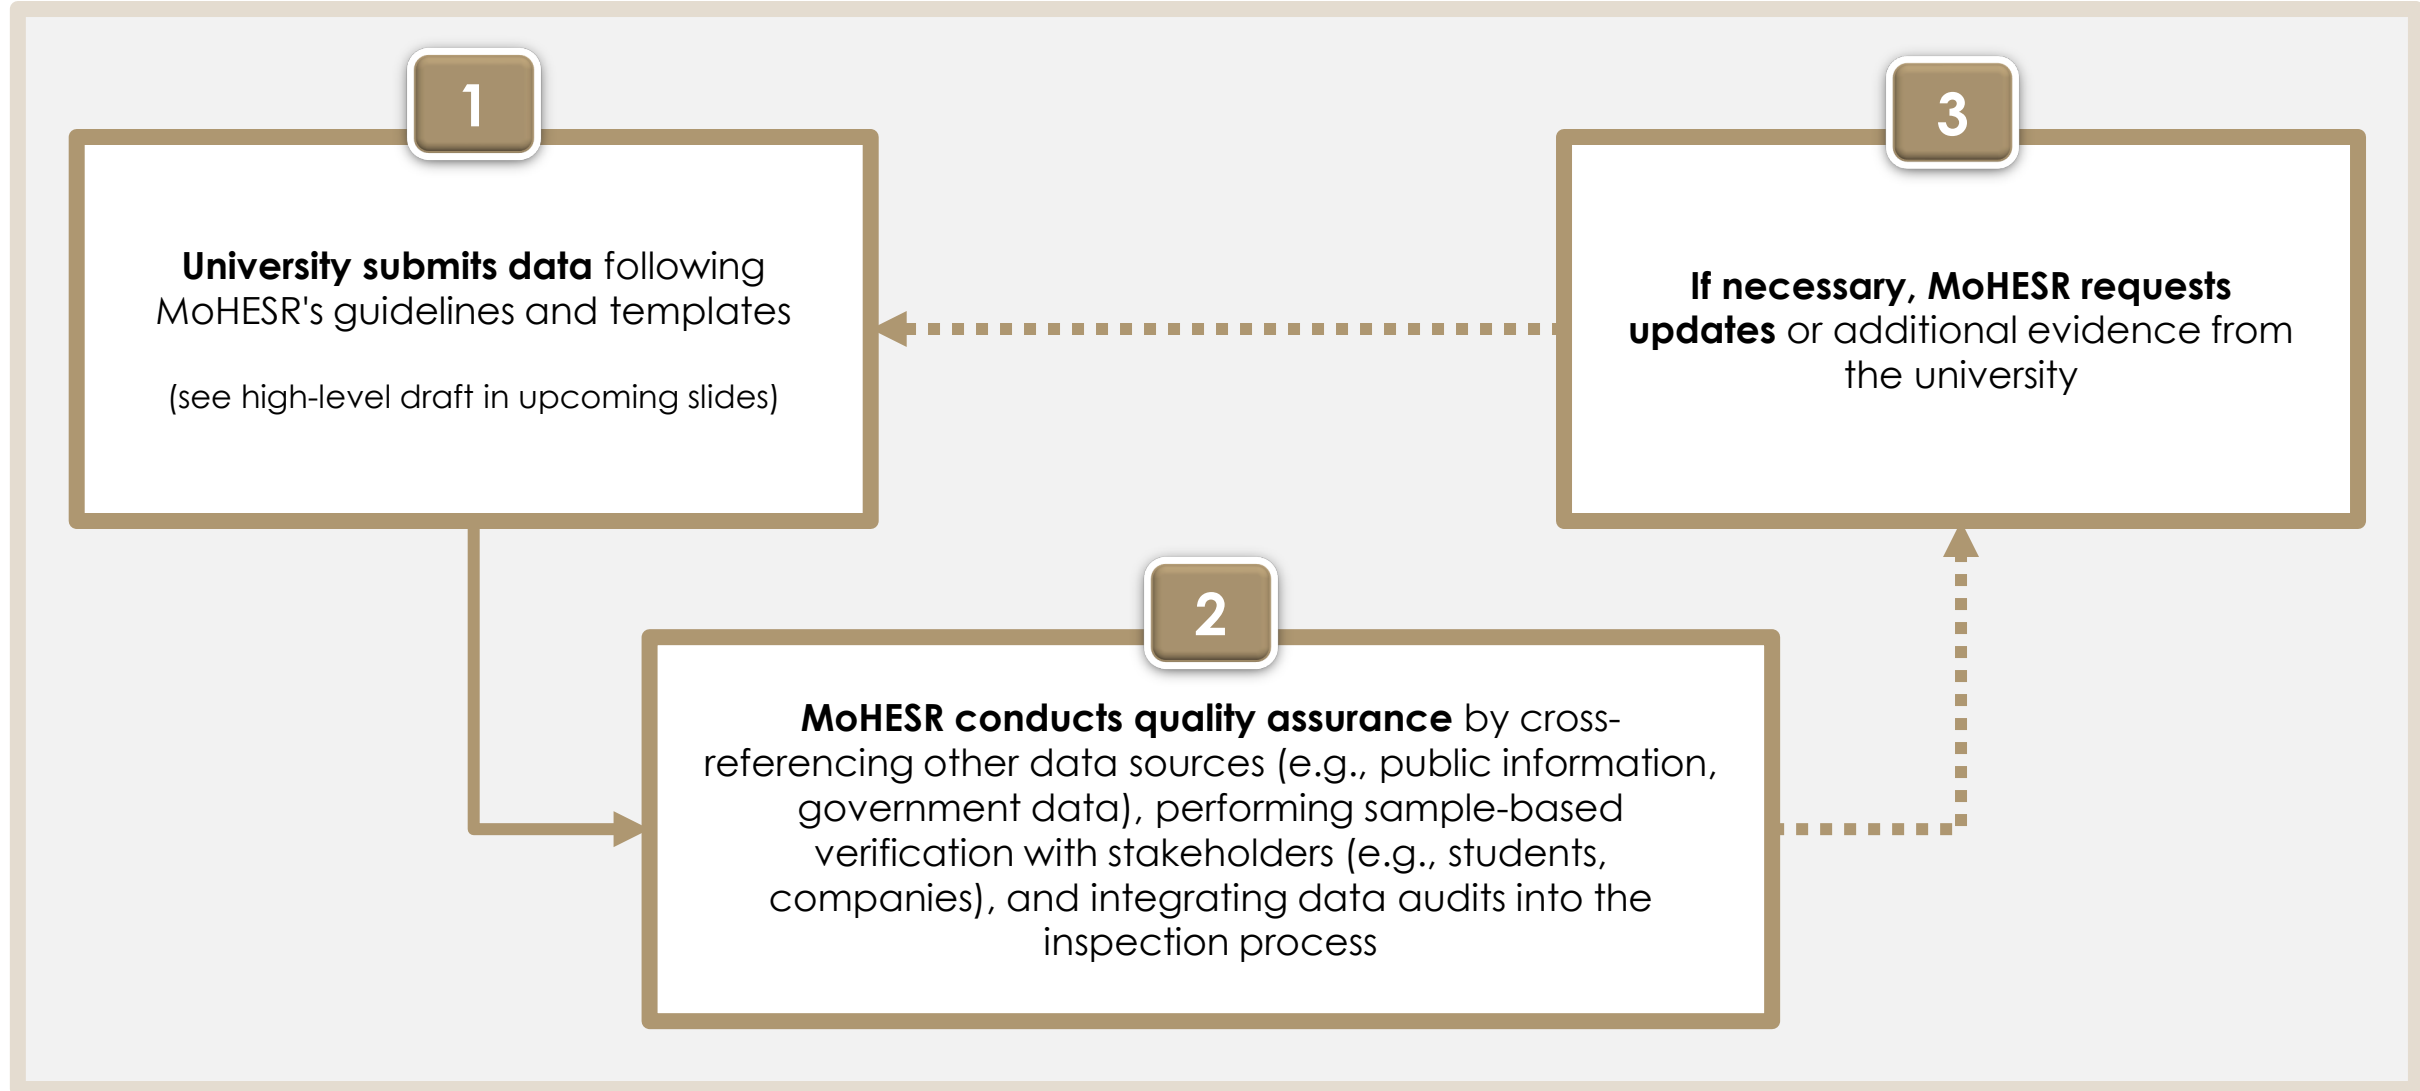 1
University submits data following
MoHESR's guidelines and templates
(see high-level draft in upcoming slides)
2
MoHESR conducts quality assurance by cross-
referencing other data sources (e.g., public information,
government data), performing sample-based
verification with stakeholders (e.g., students,
companies), and integrating data audits into the
inspection process
3
If necessary, MoHESR requests
updates or additional evidence from
the university